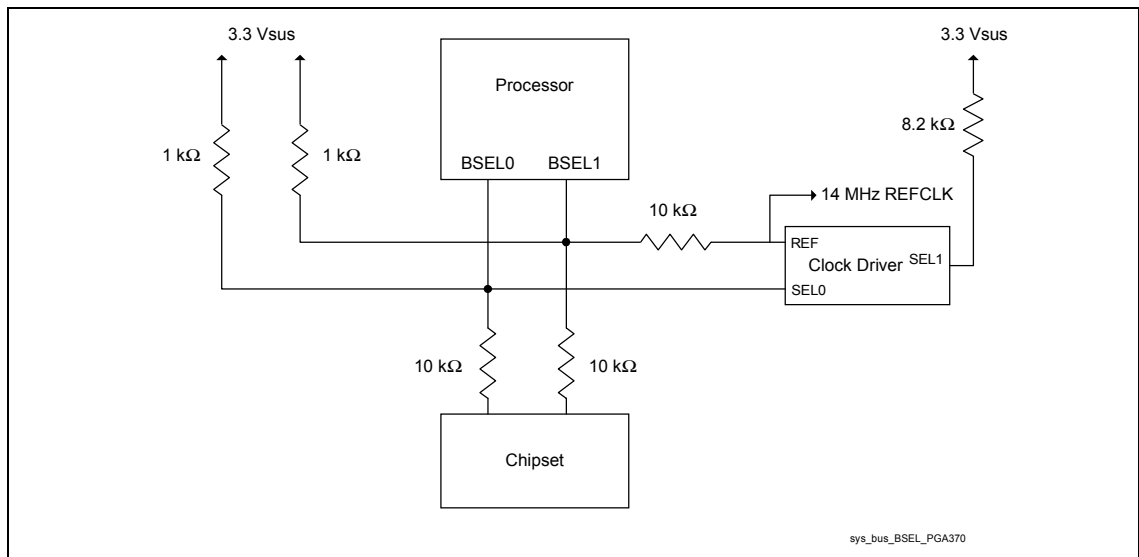 3.3 Vsus
3.3 Vsus
Processor
8.2 kΩ
1 kΩ
1 kΩ
BSEL0
BSEL1
14 MHz REFCLK
10 kΩ
REF
Clock Driver
SEL1
SEL0
10 kΩ
10 kΩ
Chipset
sys_bus_BSEL_PGA370